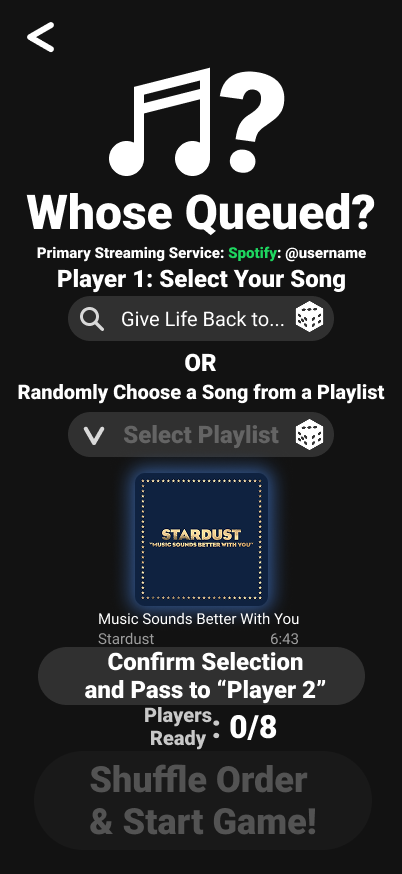 Whose Queued?
Primary Streaming Service: Spotify: @username
Player 1: Select Your Song
Give Life Back to...
OR
Randomly Choose a Song from a Playlist
Select Playlist
STARDUST
"MUSIC SOUNDS BETTER WITH YOU"
Music Sounds Better With You
Stardust 6:43
Confirm Selection
and Pass to “Player 2”
Players
Ready : 0/8
Shuffle Order
& Start Game!